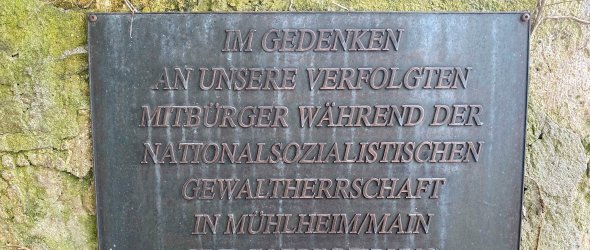 IM GEDENKEN
AN UNSERE VERFOLGTEN
MITBÜRGER WÄHREND DER
NATIONALSOZIALISTISCHEN
GEWALTHERRSCHAFT
IN MÜHLHEIM/MAIN